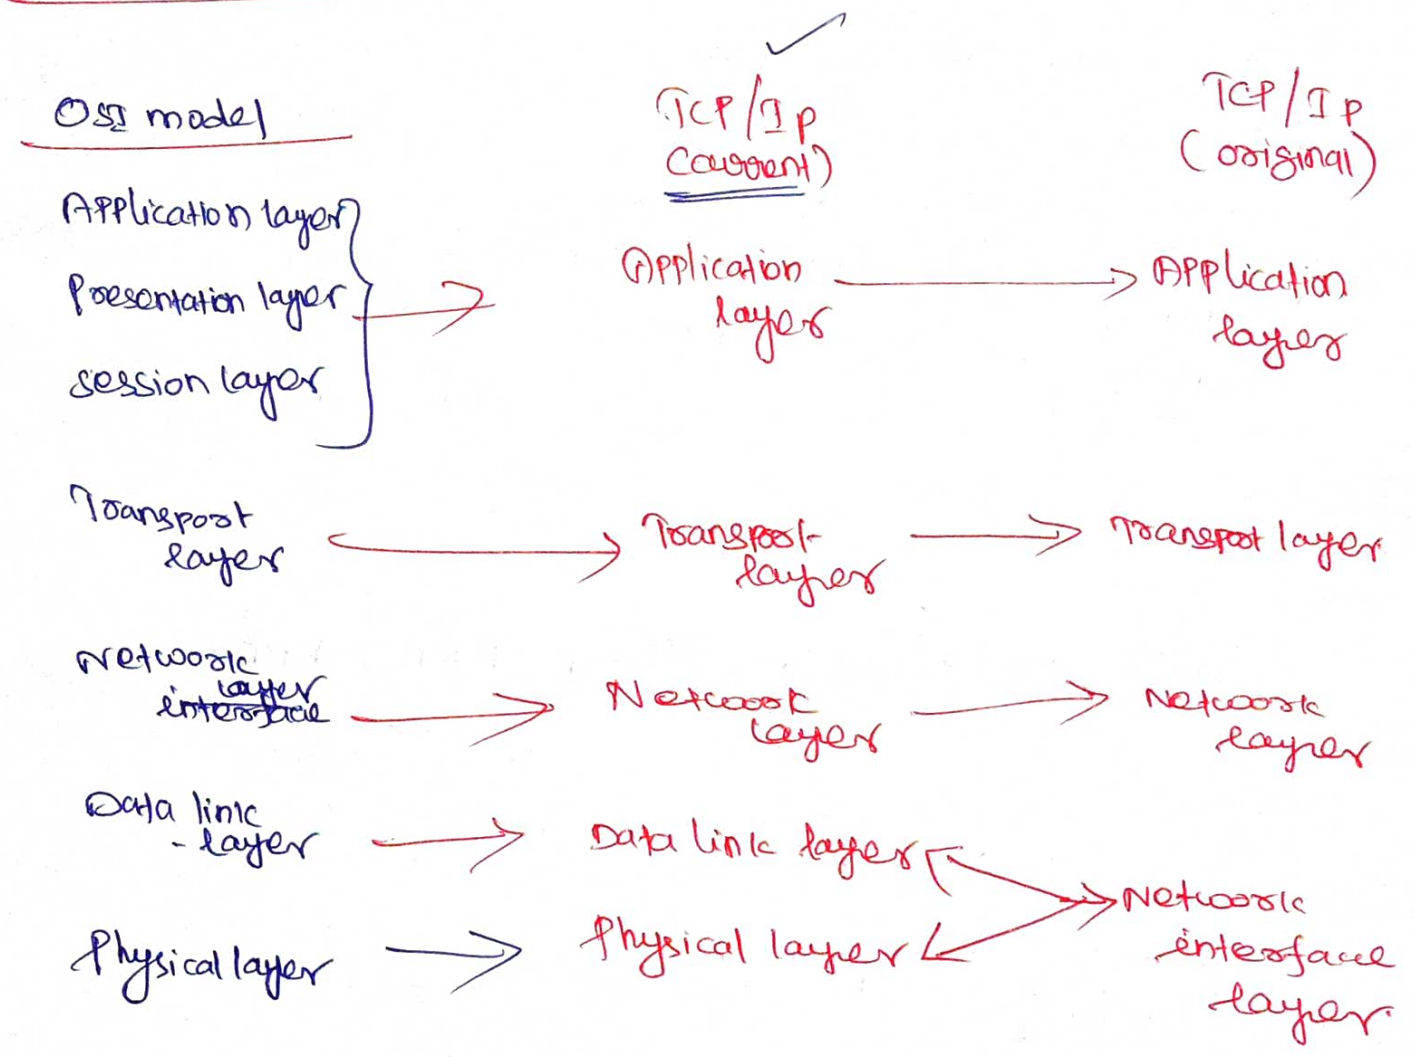 OSI model
TCP/Ip
(current)
TCP/Ip
(original)
Application layer
Presentation layer
session layer
Application
layer
Application
layer
Transport
layer
Transport
layer
Transpot layer
Network
layer
interface
Network
layer
Network
layer
Data link
- layer
Data link layer
Physical layer
Physical layer
Network
interface
layer.